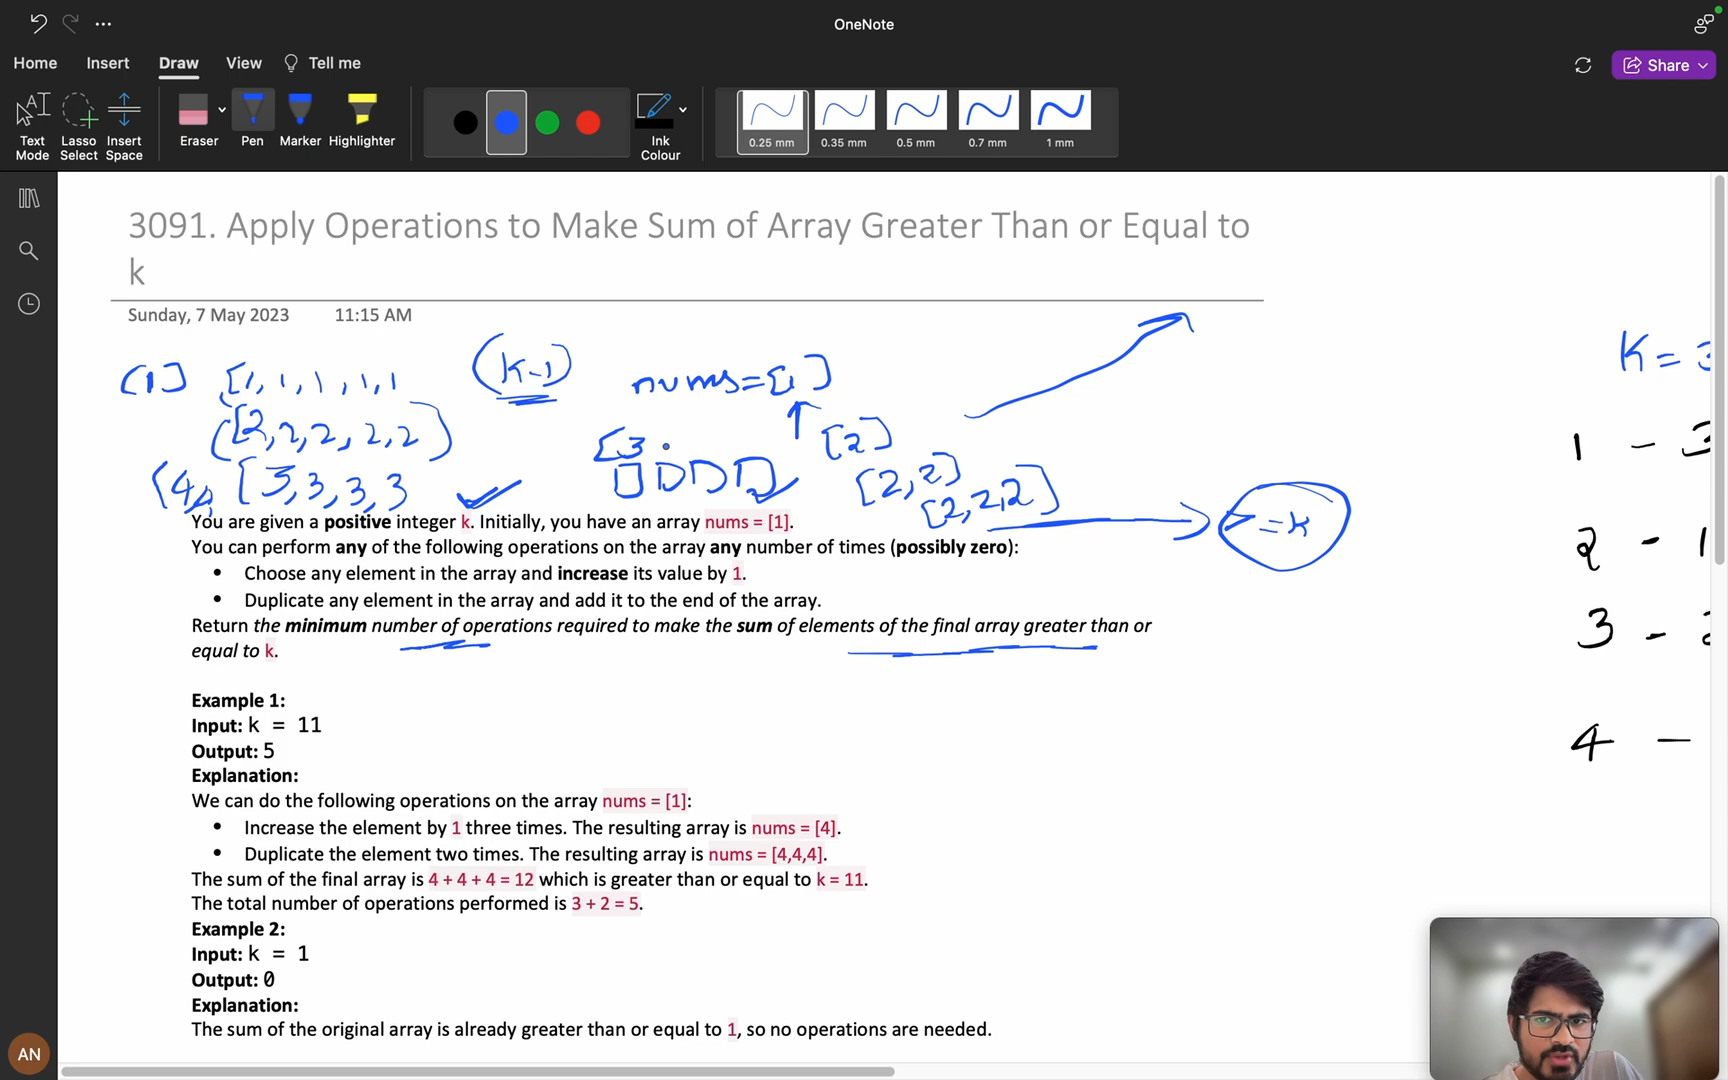 OneNote
Home Insert Draw View Tell me
Share
Text Mode
Lasso Select
Insert Space
Eraser
Pen
Marker
Highlighter
Ink Colour
0.25 mm
0.35 mm
0.5 mm
0.7 mm
1 mm
3091. Apply Operations to Make Sum of Array Greater Than or Equal to
k
Sunday, 7 May 2023 11:15 AM
[1] [1, 1, 1, 1, 1 (k-1) nums=[1]
([2, 2, 2, 2, 2) [3 [2]
[3, 3, 3, 3 [2, 2]
[2, 2, 2]
= k
K = 3
1 - 3
2 - 1
3 - 2
4 -
You are given a positive integer k. Initially, you have an array nums = [1].
You can perform any of the following operations on the array any number of times (possibly zero):
• Choose any element in the array and increase its value by 1.
• Duplicate any element in the array and add it to the end of the array.
Return the minimum number of operations required to make the sum of elements of the final array greater than or
equal to k.
Example 1:
Input: k = 11
Output: 5
Explanation:
We can do the following operations on the array nums = [1]:
• Increase the element by 1 three times. The resulting array is nums = [4].
• Duplicate the element two times. The resulting array is nums = [4,4,4].
The sum of the final array is 4 + 4 + 4 = 12 which is greater than or equal to k = 11.
The total number of operations performed is 3 + 2 = 5.
Example 2:
Input: k = 1
Output: 0
Explanation:
The sum of the original array is already greater than or equal to 1, so no operations are needed.
AN